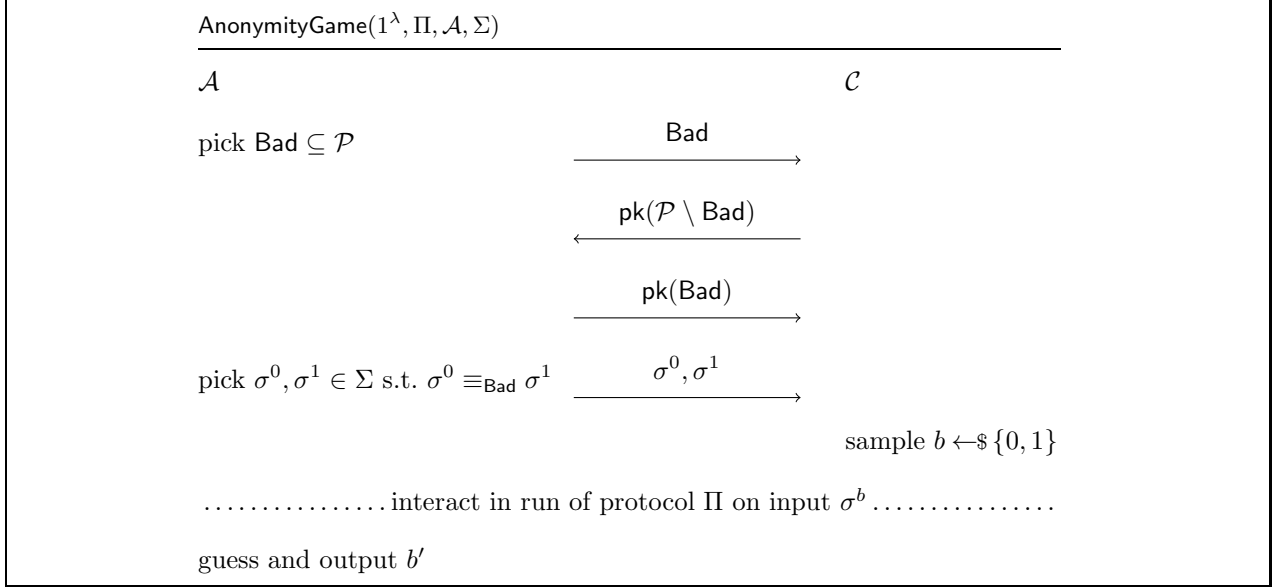 AnonymityGame(1^λ, Π, 𝒜, Σ)
𝒜 𝒞
pick Bad ⊆ 𝒫 Bad
pk(𝒫 \ Bad)
pk(Bad)
pick σ^0, σ^1 ∈ Σ s.t. σ^0 ≡_Bad σ^1 σ^0, σ^1
sample b ←$ {0, 1}
................ interact in run of protocol Π on input σ^b ................
guess and output b′